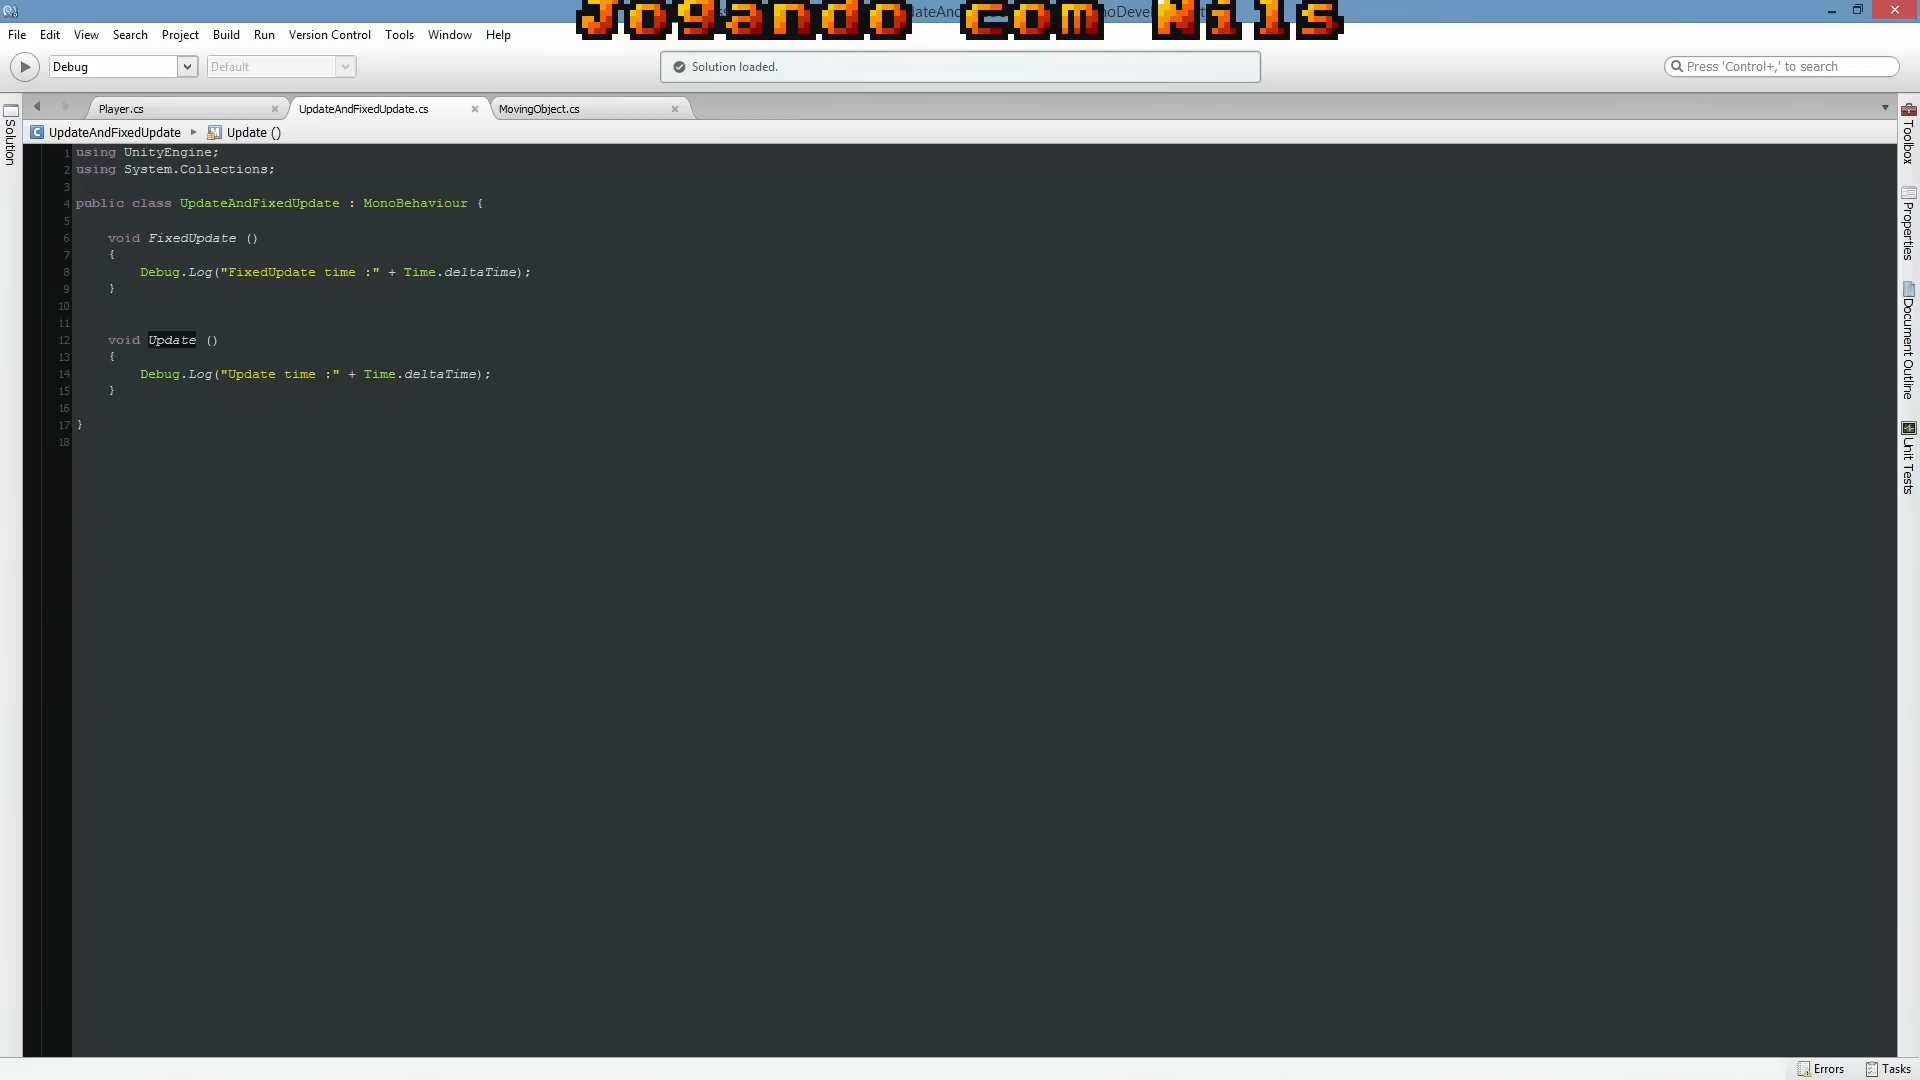 Jogando com Nils
File Edit View Search Project Build Run Version Control Tools Window Help
Debug Default Solution loaded. Press 'Control+,' to search
Player.cs UpdateAndFixedUpdate.cs MovingObject.cs
UpdateAndFixedUpdate Update ()
1 using UnityEngine;
2 using System.Collections;
3
4 public class UpdateAndFixedUpdate : MonoBehaviour {
5
6 void FixedUpdate ()
7 {
8 Debug.Log("FixedUpdate time :" + Time.deltaTime);
9 }
10
11
12 void Update ()
13 {
14 Debug.Log("Update time :" + Time.deltaTime);
15 }
16
17 }
18
Solution
Toolbox
Properties
Document Outline
Unit Tests
Errors Tasks